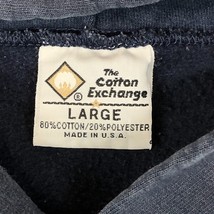 The
Cotton
Exchange
®
LARGE
80%COTTON/20%POLYESTER
MADE IN U.S.A.